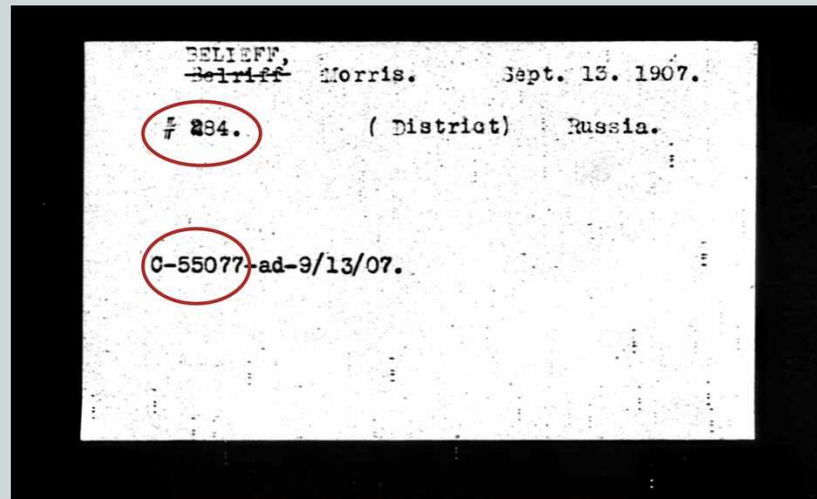 BELIEFF,
Belriff Morris. Sept. 13. 1907.
# 284. ( District) Russia.
C-55077-ad-9/13/07.